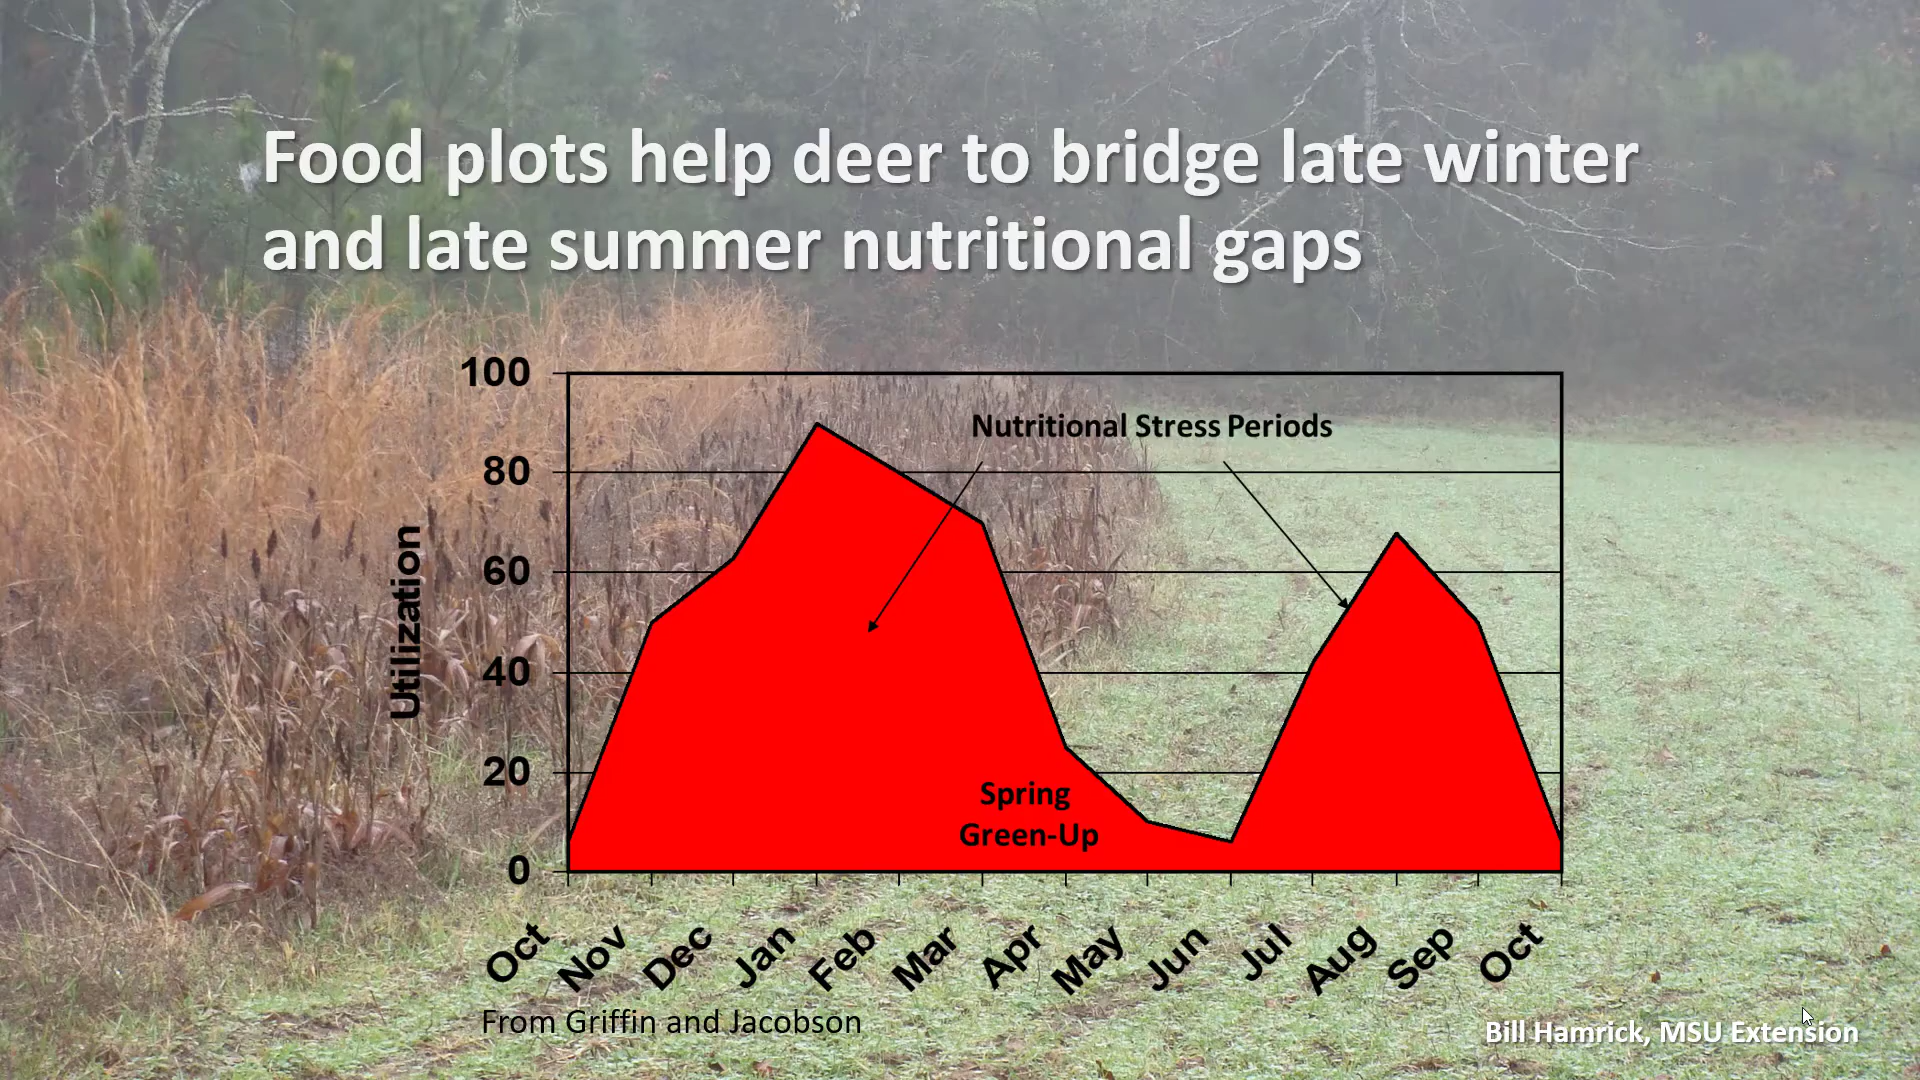 Food plots help deer to bridge late winter
and late summer nutritional gaps
100
80
60
40
20
0
Utilization
Nutritional Stress Periods
Spring
Green-Up
Oct
Nov
Dec
Jan
Feb
Mar
Apr
May
Jun
Jul
Aug
Sep
Oct
From Griffin and Jacobson
Bill Hamrick, MSU Extension